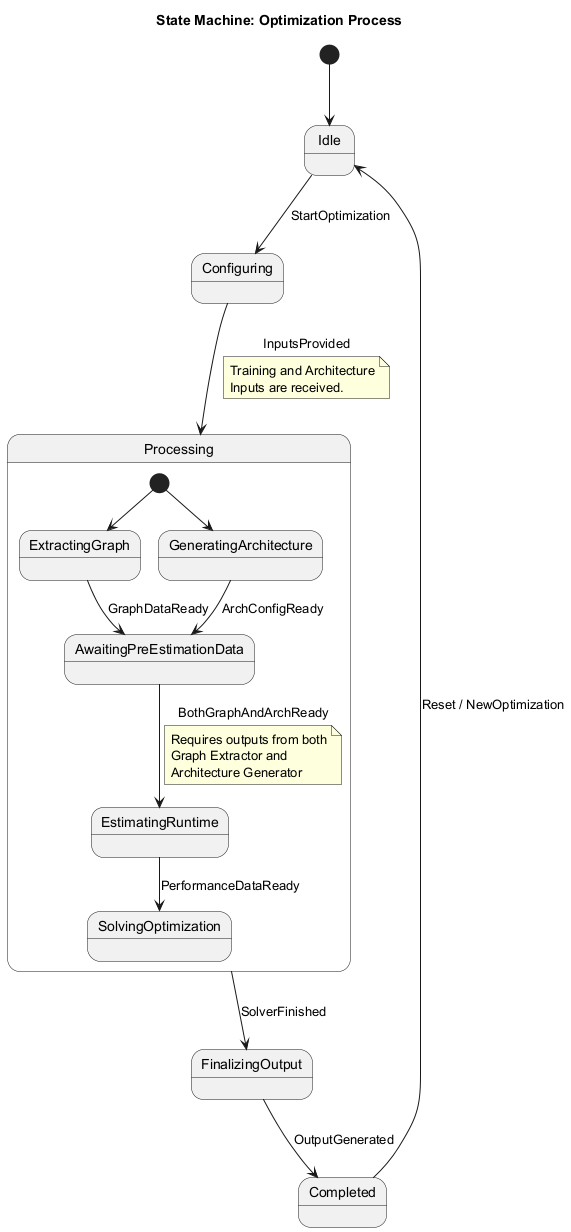 State Machine: Optimization Process
Idle
StartOptimization
Configuring
InputsProvided
Training and Architecture
Inputs are received.
Processing
ExtractingGraph
GeneratingArchitecture
GraphDataReady
ArchConfigReady
AwaitingPreEstimationData
BothGraphAndArchReady
Requires outputs from both
Graph Extractor and
Architecture Generator
Reset / NewOptimization
EstimatingRuntime
PerformanceDataReady
SolvingOptimization
SolverFinished
FinalizingOutput
OutputGenerated
Completed